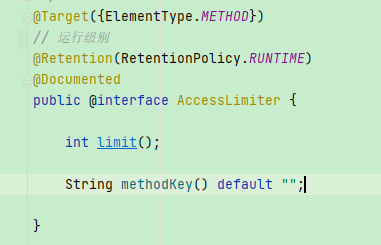 @Target({ElementType.METHOD})
// 运行级别
@Retention(RetentionPolicy.RUNTIME)
@Documented
public @interface AccessLimiter {
int limit();
String methodKey() default "";
}